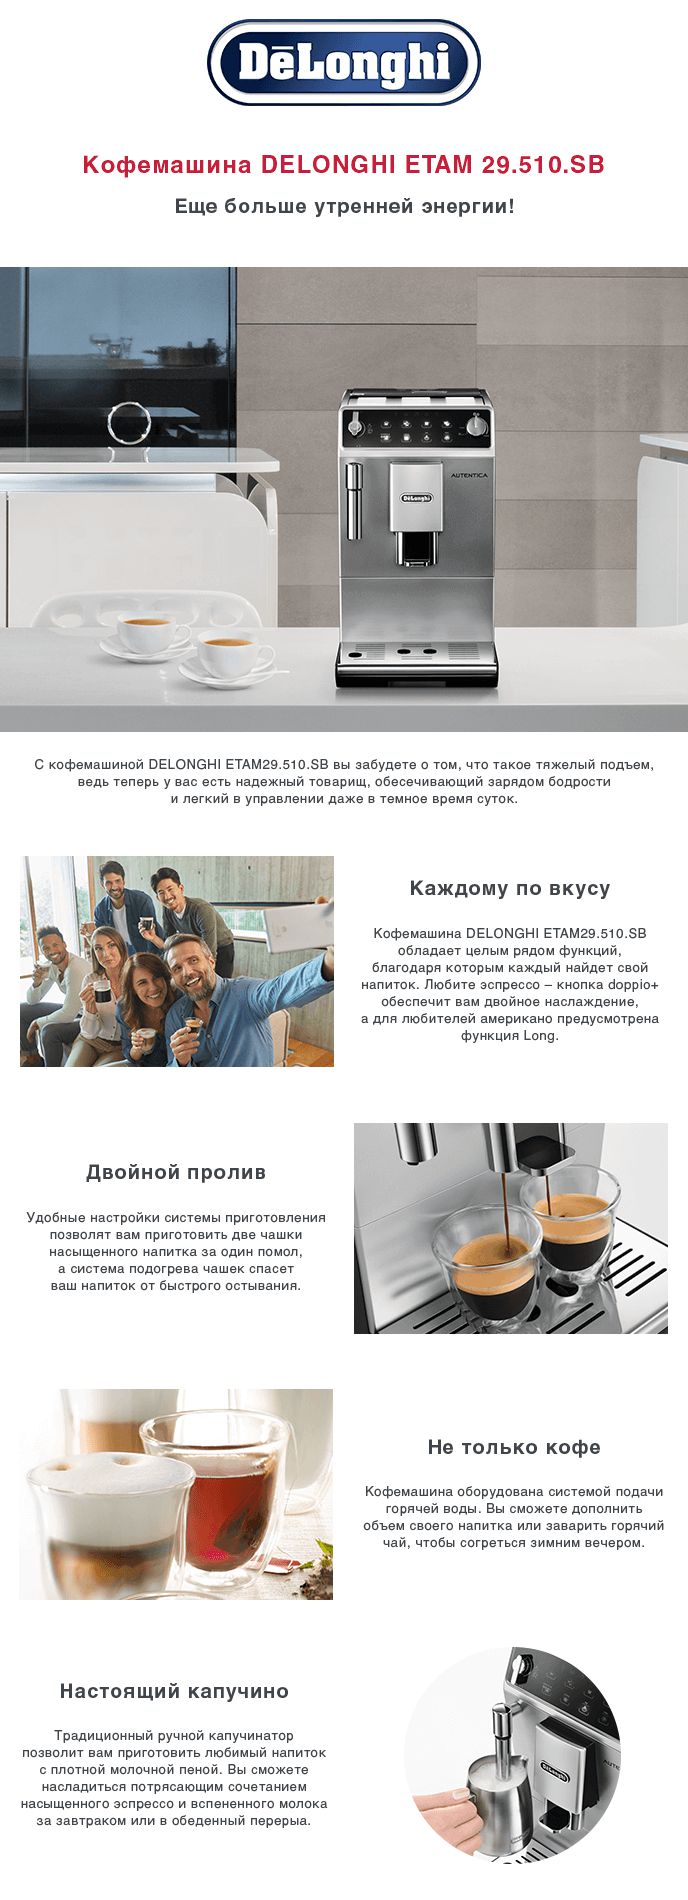 DēLonghi
Кофемашина DELONGHI ETAM 29.510.SB
Еще больше утренней энергии!
AUTENTICA
DēLonghi
С кофемашиной DELONGHI ETAM29.510.SB вы забудете о том, что такое тяжелый подъем,
ведь теперь у вас есть надежный товарищ, обесечивающий зарядом бодрости
и легкий в управлении даже в темное время суток.
Каждому по вкусу
Кофемашина DELONGHI ETAM29.510.SB
обладает целым рядом функций,
благодаря которым каждый найдет свой
напиток. Любите эспрессо – кнопка doppio+
обеспечит вам двойное наслаждение,
а для любителей американо предусмотрена
функция Long.
Двойной пролив
Удобные настройки системы приготовления
позволят вам приготовить две чашки
насыщенного напитка за один помол,
а система подогрева чашек спасет
ваш напиток от быстрого остывания.
Не только кофе
Кофемашина оборудована системой подачи
горячей воды. Вы сможете дополнить
объем своего напитка или заварить горячий
чай, чтобы согреться зимним вечером.
Настоящий капучино
Традиционный ручной капучинатор
позволит вам приготовить любимый напиток
с плотной молочной пеной. Вы сможете
насладиться потрясающим сочетанием
насыщенного эспрессо и вспененного молока
за завтраком или в обеденный перерыа.
DēLonghi
AUTE